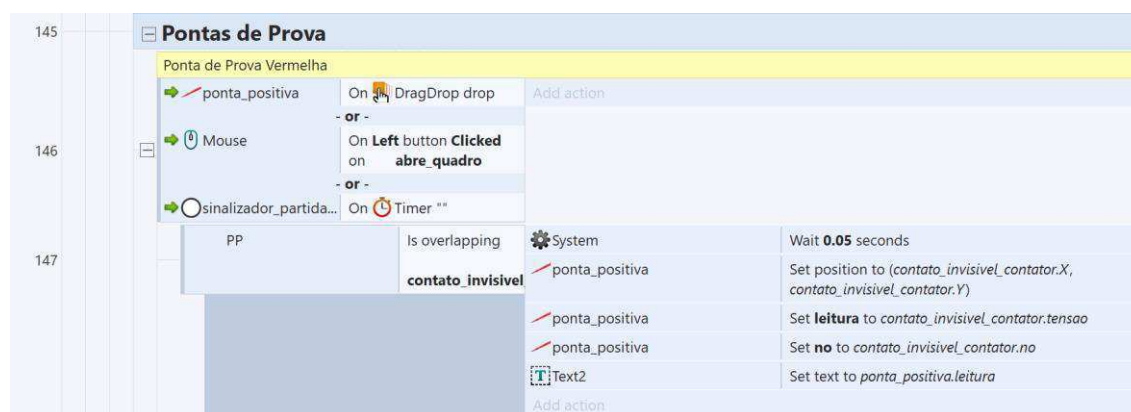 145 Pontas de Prova
Ponta de Prova Vermelha
ponta_positiva On DragDrop drop Add action
- or -
146 Mouse On Left button Clicked
on abre_quadro
- or -
sinalizador_partida... On Timer ""
147 PP Is overlapping
contato_invisivel
System Wait 0.05 seconds
ponta_positiva Set position to (contato_invisivel_contator.X,
contato_invisivel_contator.Y)
ponta_positiva Set leitura to contato_invisivel_contator.tensao
ponta_positiva Set no to contato_invisivel_contator.no
Text2 Set text to ponta_positiva.leitura
Add action